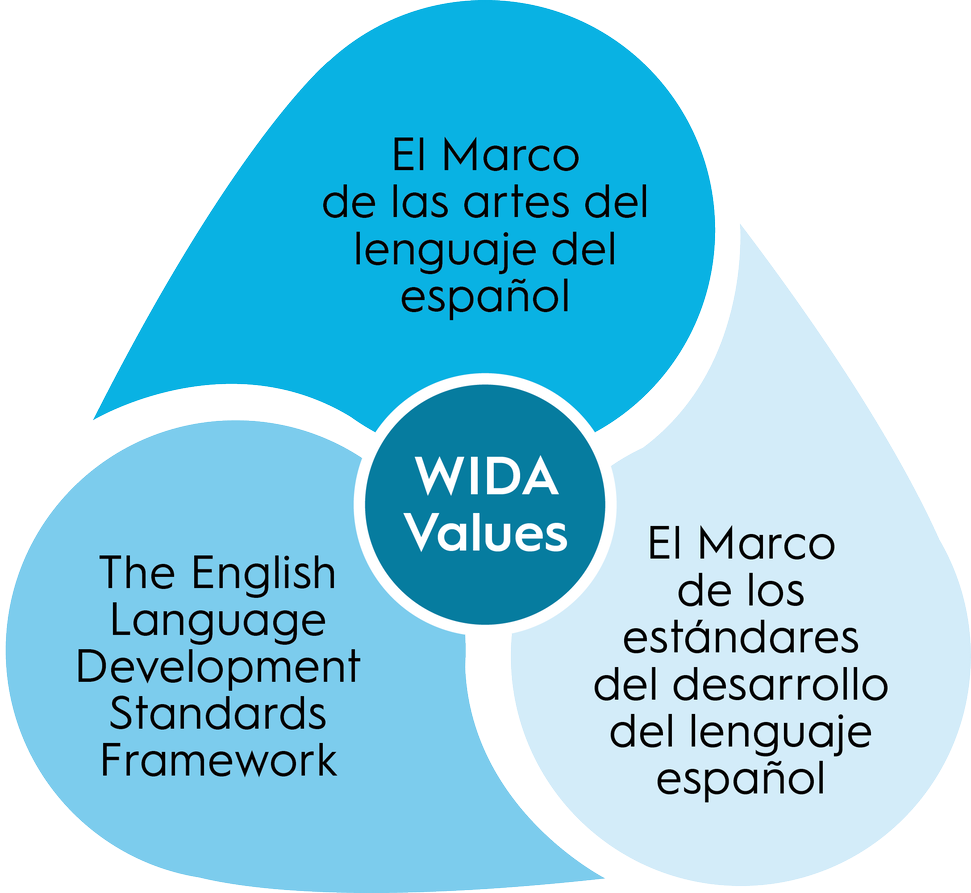 El Marco
de las artes del
lenguaje del
español
WIDA
Values
The English
Language
Development
Standards
Framework
El Marco
de los
estándares
del desarrollo
del lenguaje
español